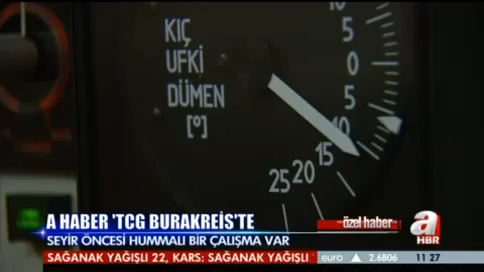 KIÇ
UFKİ
DÜMEN
[°]
10
5
0
5
10
15
20
25
A HABER 'TCG BURAKREİS'TE
özel haber
a
HBR
SEYİR ÖNCESİ HUMMALI BİR ÇALIŞMA VAR
SAĞANAK YAĞIŞLI 22, KARS: SAĞANAK YAĞIŞLI
euro 2.6806
11 27